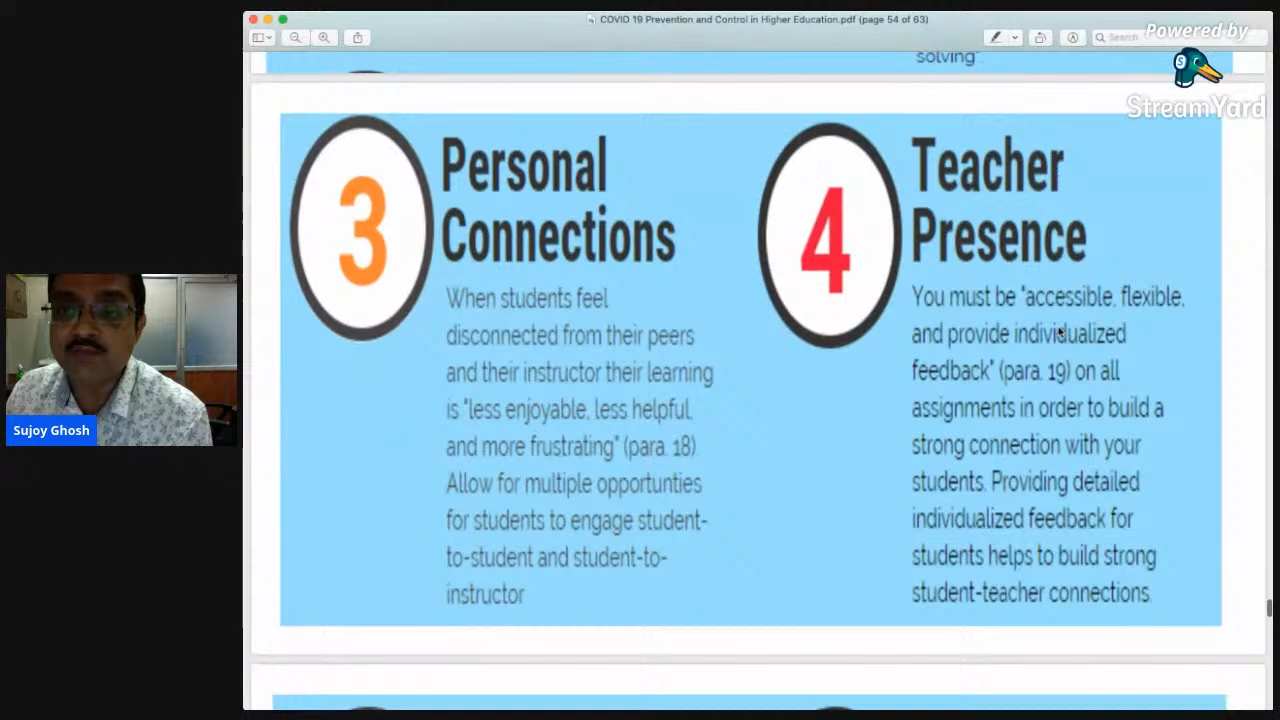 COVID 19 Prevention and Control in Higher Education.pdf (page 54 of 63)
Search
Powered by
StreamYard
solving"
3
Personal
Connections
When students feel
disconnected from their peers
and their instructor their learning
is "less enjoyable, less helpful,
and more frustrating" (para. 18)
Allow for multiple opportunties
for students to engage student-
to-student and student-to-
instructor
4
Teacher
Presence
You must be "accessible, flexible,
and provide individualized
feedback" (para. 19) on all
assignments in order to build a
strong connection with your
students. Providing detailed
individualized feedback for
students helps to build strong
student-teacher connections.
Sujoy Ghosh